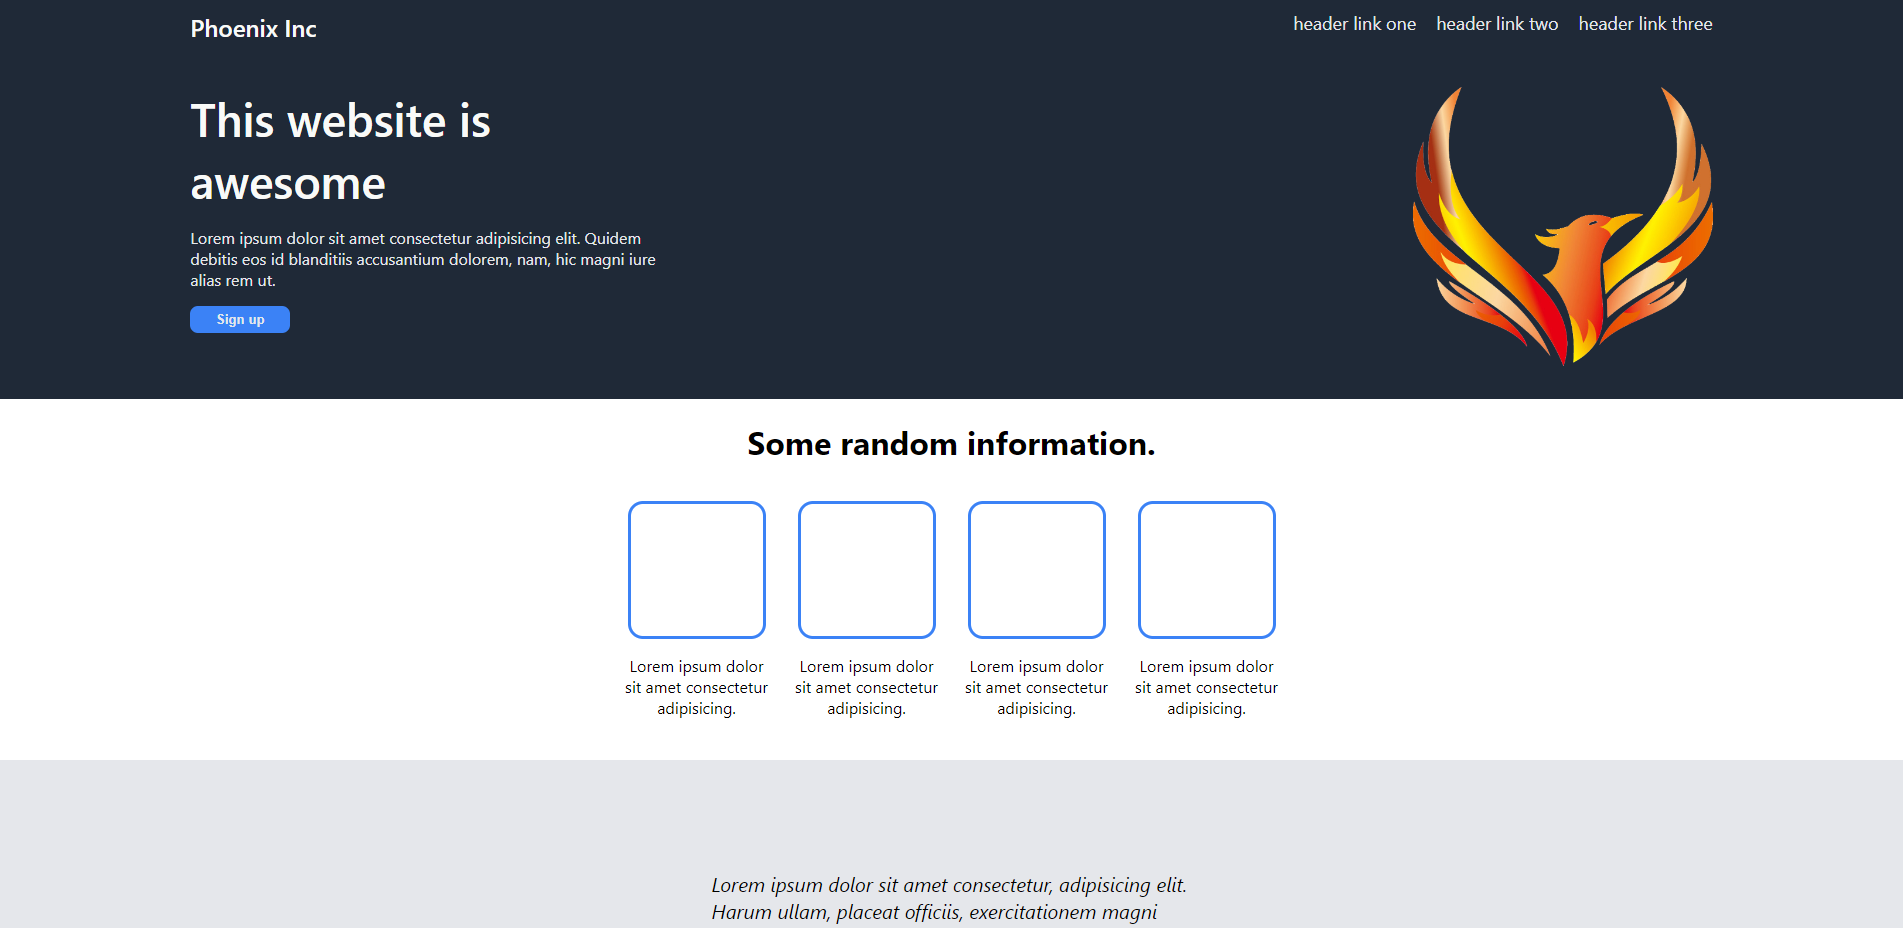 Phoenix Inc
header link one
header link two
header link three
This website is
awesome
Lorem ipsum dolor sit amet consectetur adipisicing elit. Quidem
debitis eos id blanditiis accusantium dolorem, nam, hic magni iure
alias rem ut.
Sign up
Some random information.
Lorem ipsum dolor
sit amet consectetur
adipisicing.
Lorem ipsum dolor
sit amet consectetur
adipisicing.
Lorem ipsum dolor
sit amet consectetur
adipisicing.
Lorem ipsum dolor
sit amet consectetur
adipisicing.
Lorem ipsum dolor sit amet consectetur, adipisicing elit.
Harum ullam, placeat officiis, exercitationem magni